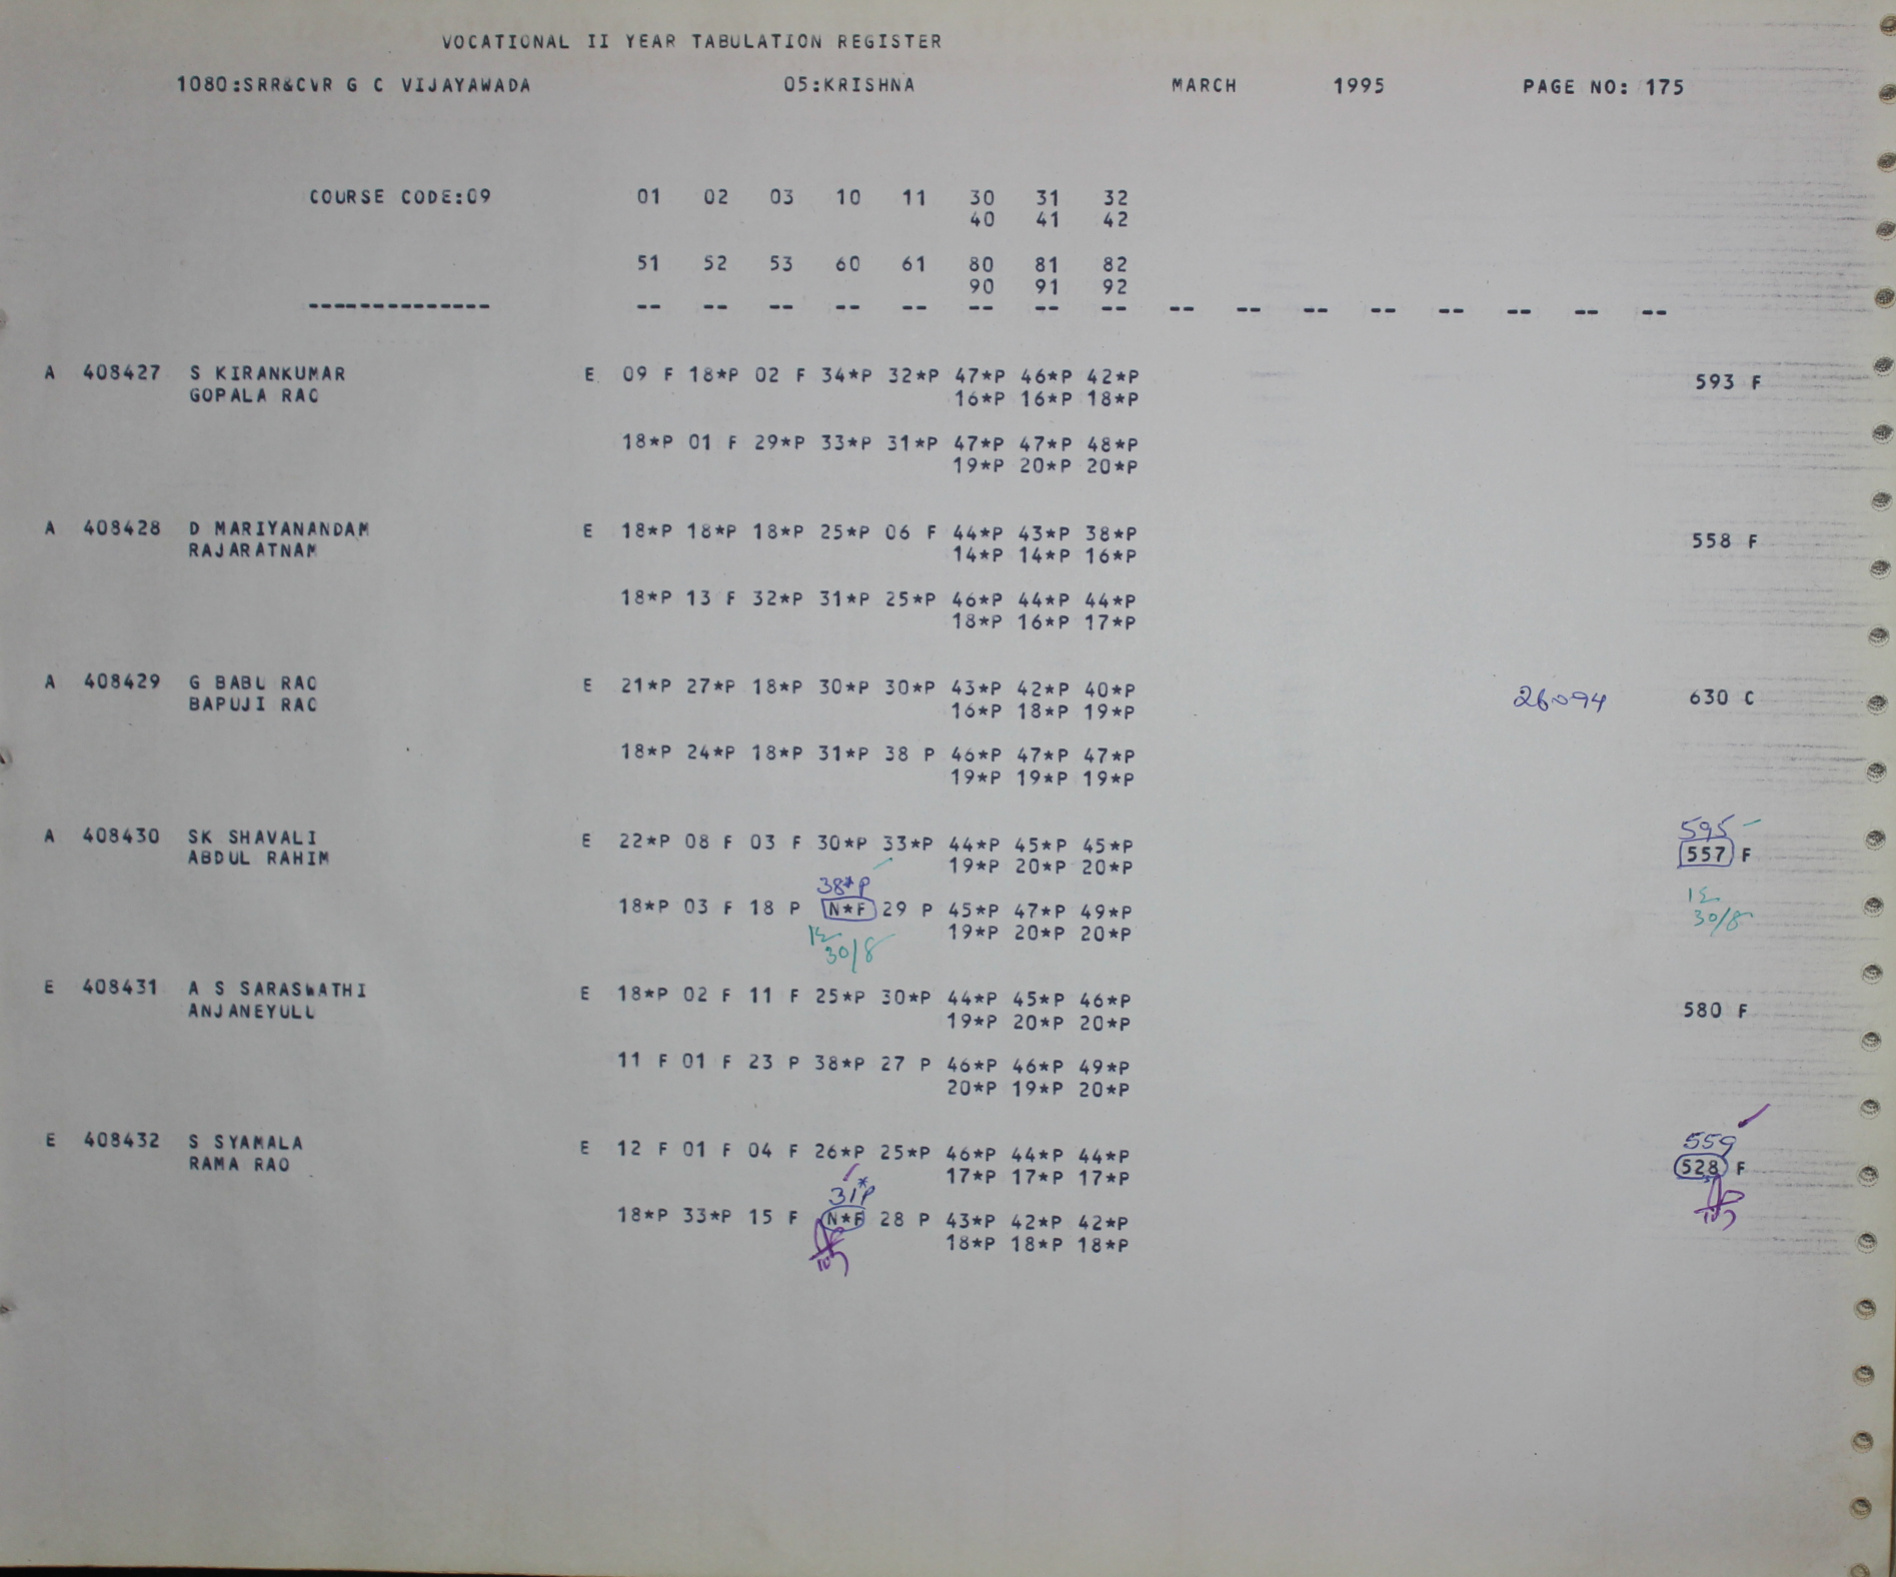 VOCATIONAL II YEAR TABULATION REGISTER
1080:SRR&CVR G C VIJAYAWADA 05:KRISHNA MARCH 1995 PAGE NO: 175
COURSE CODE:09 01 02 03 10 11 30 31 32
40 41 42
51 52 53 60 61 80 81 82
90 91 92
-------------- -- -- -- -- -- -- -- -- -- -- -- -- -- -- -- --
A 408427 S KIRANKUMAR E 09 F 18*P 02 F 34*P 32*P 47*P 46*P 42*P 593 F
GOPALA RAO 16*P 16*P 18*P
18*P 01 F 29*P 33*P 31*P 47*P 47*P 48*P
19*P 20*P 20*P
A 408428 D MARIYANANDAM E 18*P 18*P 18*P 25*P 06 F 44*P 43*P 38*P 558 F
RAJARATNAM 14*P 14*P 16*P
18*P 13 F 32*P 31*P 25*P 46*P 44*P 44*P
18*P 16*P 17*P
A 408429 G BABU RAO E 21*P 27*P 18*P 30*P 30*P 43*P 42*P 40*P 26094 630 C
BAPUJI RAO 16*P 18*P 19*P
18*P 24*P 18*P 31*P 38 P 46*P 47*P 47*P
19*P 19*P 19*P
595
A 408430 SK SHAVALI E 22*P 08 F 03 F 30*P 33*P 44*P 45*P 45*P 557 F
ABDUL RAHIM 19*P 20*P 20*P
38*P
18*P 03 F 18 P N*F 29 P 45*P 47*P 49*P 30/8
19*P 20*P 20*P
30/8
E 408431 A S SARASWATHI E 18*P 02 F 11 F 25*P 30*P 44*P 45*P 46*P 580 F
ANJANEYULU 19*P 20*P 20*P
11 F 01 F 23 P 38*P 27 P 46*P 46*P 49*P
20*P 19*P 20*P
559
E 408432 S SYAMALA E 12 F 01 F 04 F 26*P 25*P 46*P 44*P 44*P 528 F
RAMA RAO 17*P 17*P 17*P
31*P
18*P 33*P 15 F N*F 28 P 43*P 42*P 42*P
18*P 18*P 18*P